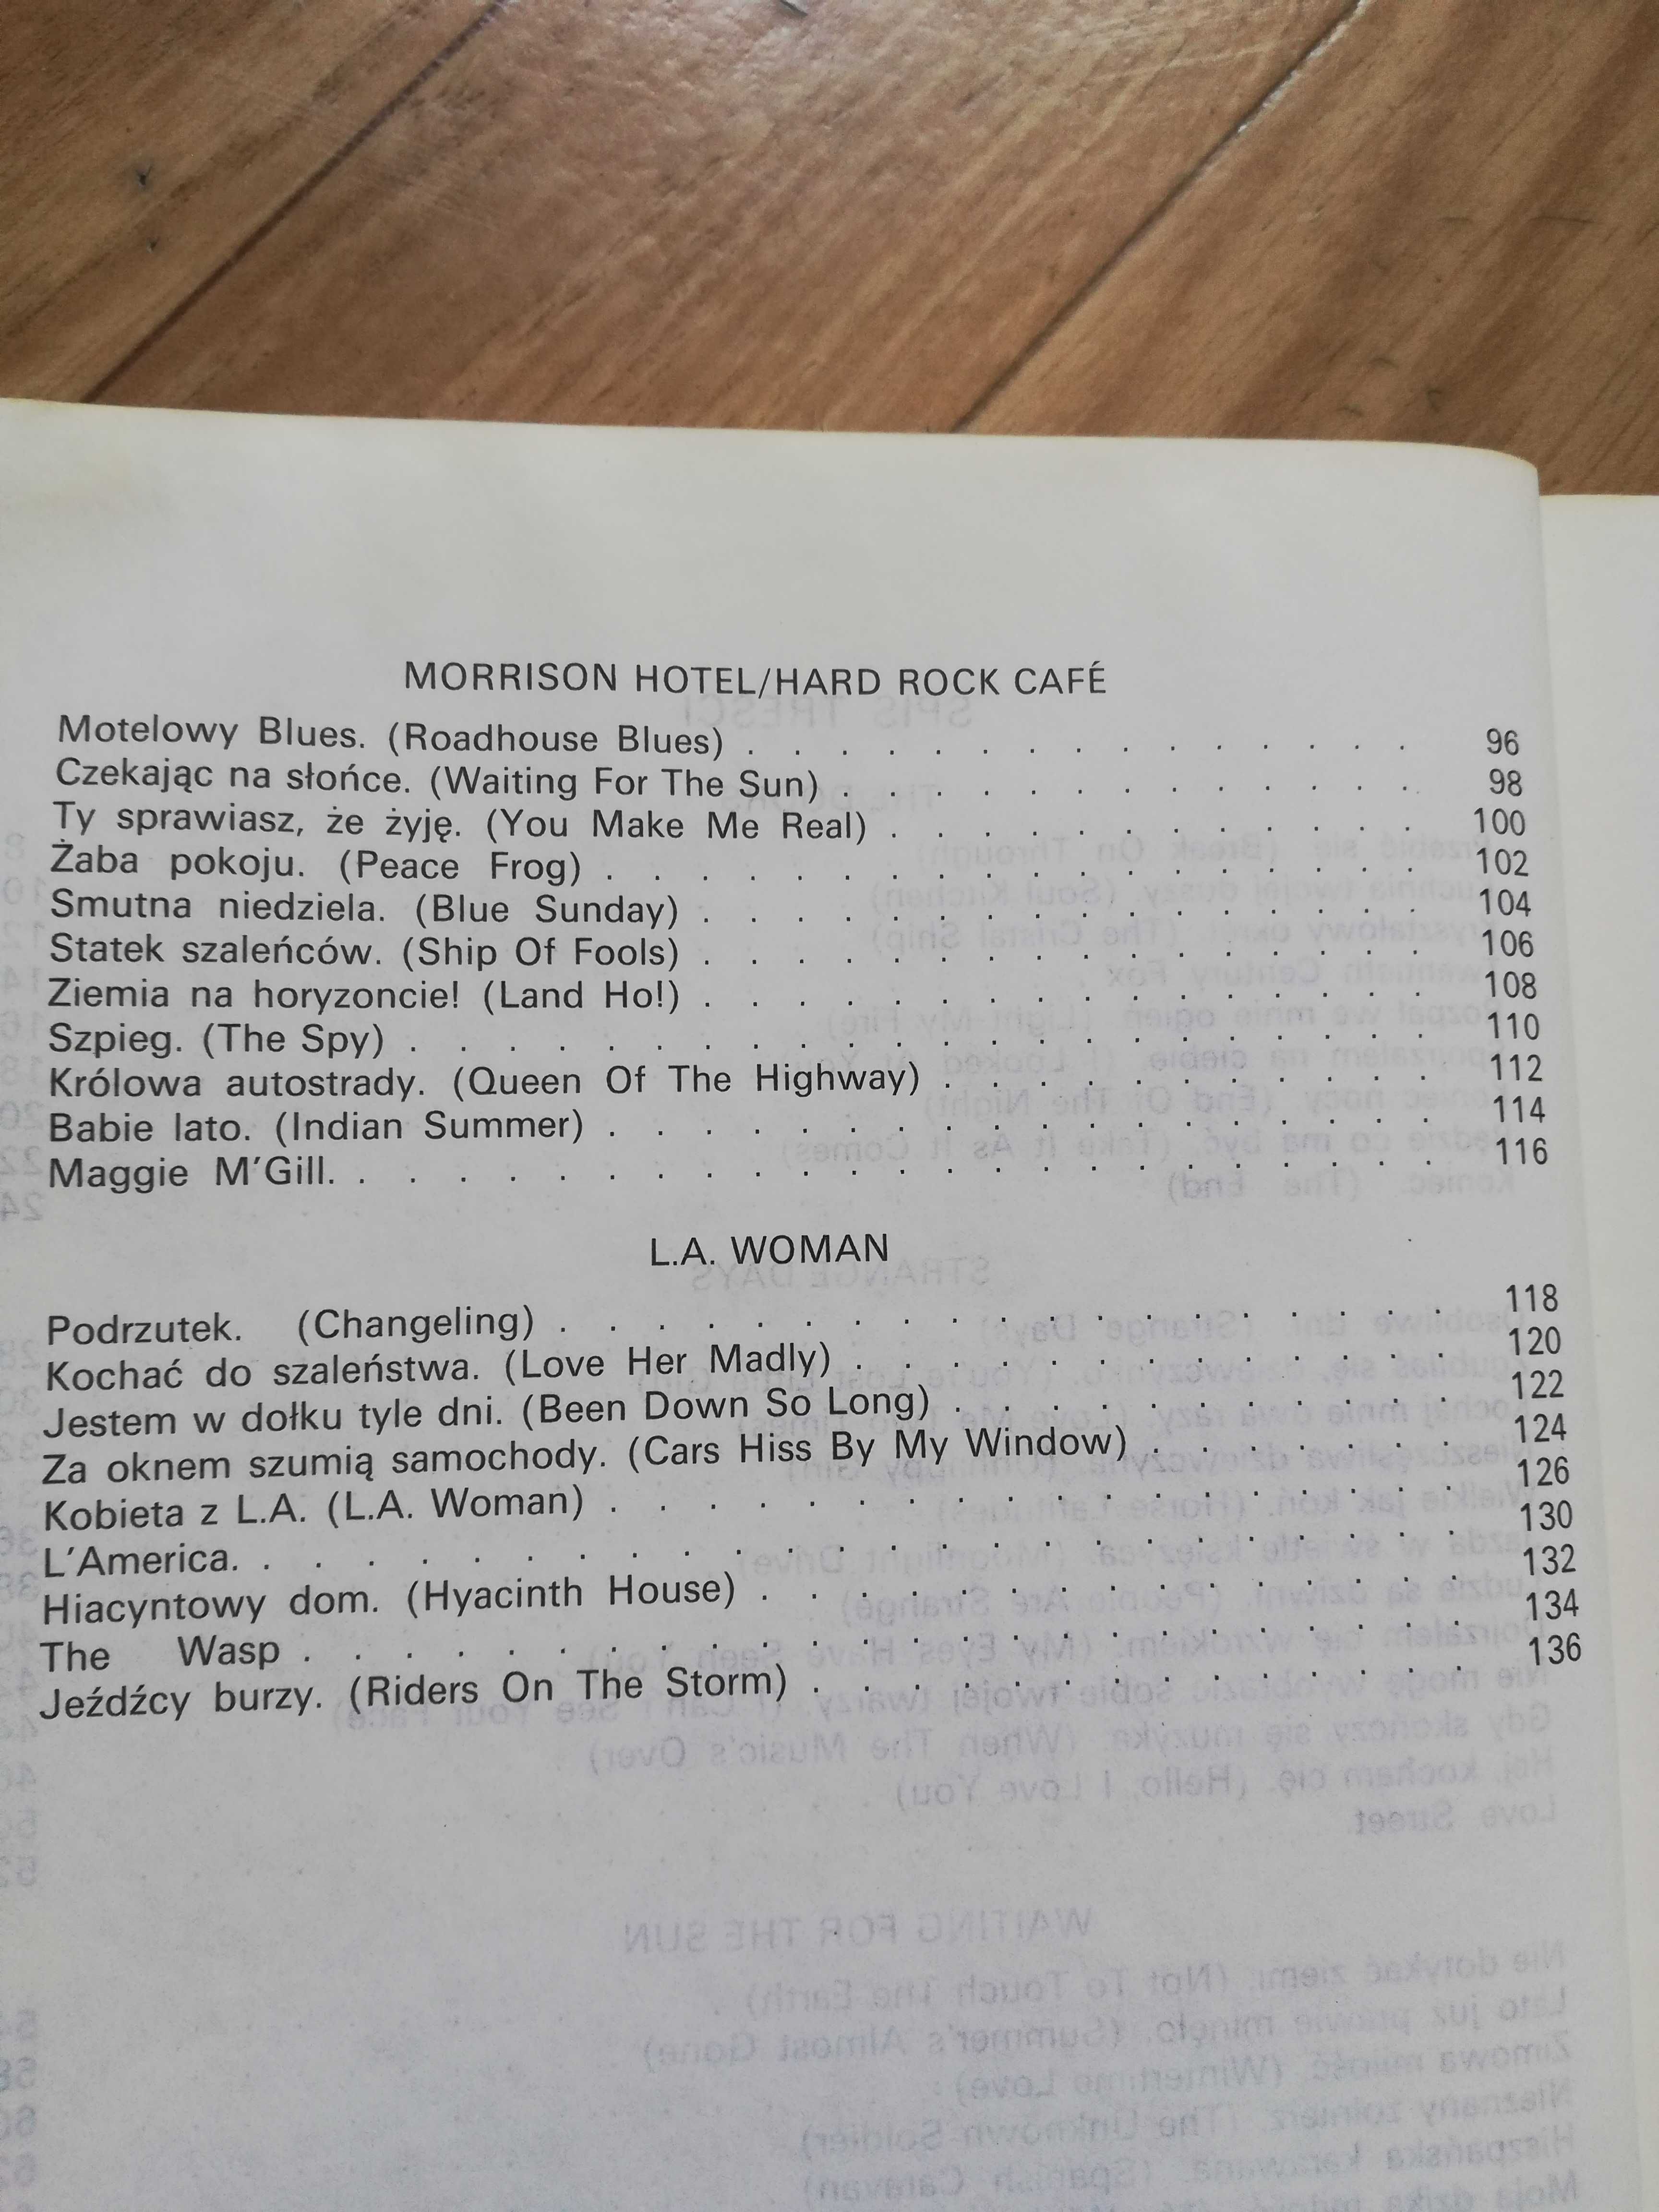 MORRISON HOTEL/HARD ROCK CAFÉ
Motelowy Blues. (Roadhouse Blues) . . . . . . . . . . . . . . . 96
Czekając na słońce. (Waiting For The Sun) . . . . . . . . . . . . 98
Ty sprawiasz, że żyję. (You Make Me Real) . . . . . . . . . . . 100
Żaba pokoju. (Peace Frog) . . . . . . . . . . . . . . . . 102
Smutna niedziela. (Blue Sunday) . . . . . . . . . . . . . . 104
Statek szaleńców. (Ship Of Fools) . . . . . . . . . . . . . . 106
Ziemia na horyzoncie! (Land Ho!) . . . . . . . . . . . . . . 108
Szpieg. (The Spy) . . . . . . . . . . . . . . . . . . . 110
Królowa autostrady. (Queen Of The Highway) . . . . . . . . . . 112
Babie lato. (Indian Summer) . . . . . . . . . . . . . . . . 114
Maggie M'Gill. . . . . . . . . . . . . . . . . . . . . 116
L.A. WOMAN
Podrzutek. (Changeling) . . . . . . . . . . . . . . . . . 118
Kochać do szaleństwa. (Love Her Madly) . . . . . . . . . . . . 120
Jestem w dołku tyle dni. (Been Down So Long) . . . . . . . . . . 122
Za oknem szumią samochody. (Cars Hiss By My Window) . . . . . . . 124
Kobieta z L.A. (L.A. Woman) . . . . . . . . . . . . . . . . 126
L'America. . . . . . . . . . . . . . . . . . . . . . 130
Hiacyntowy dom. (Hyacinth House) . . . . . . . . . . . . . . 132
The Wasp . . . . . . . . . . . . . . . . . . . . . 134
Jeźdźcy burzy. (Riders On The Storm) . . . . . . . . . . . . . 136